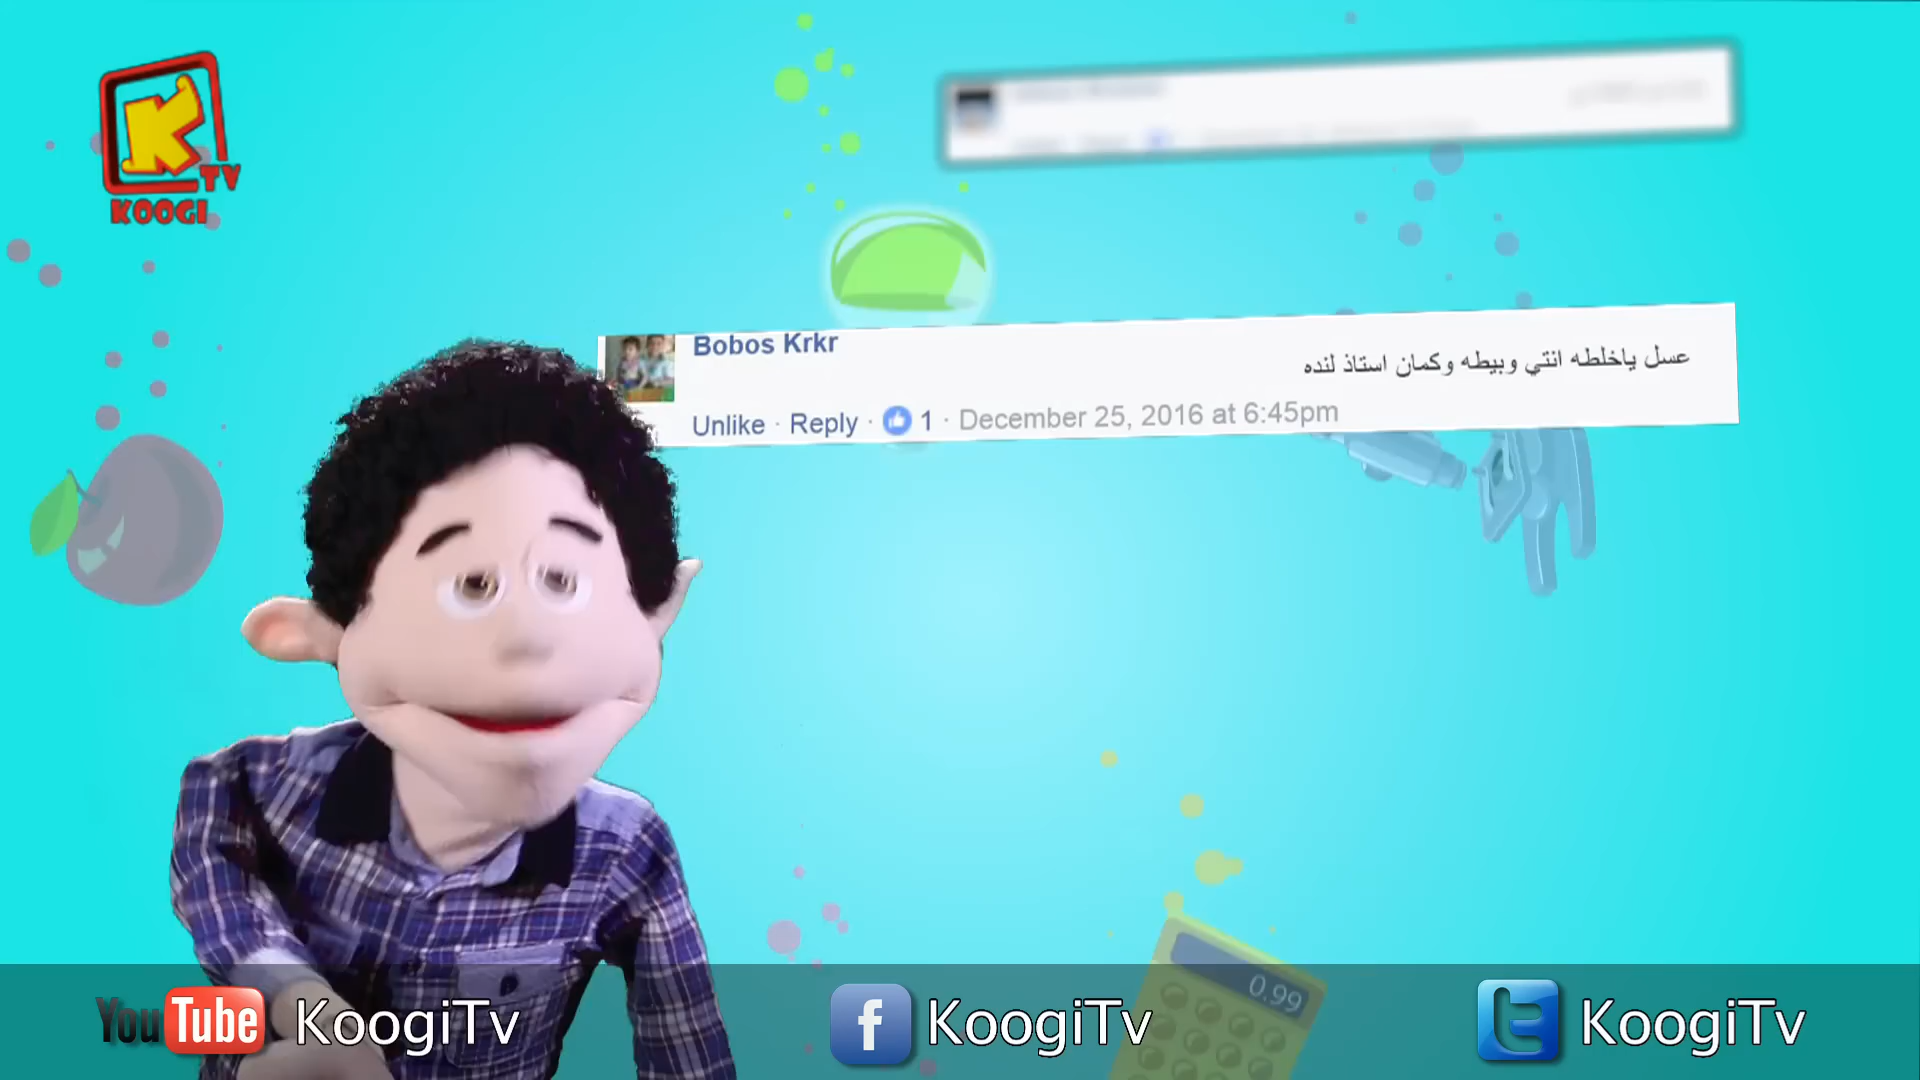 K
TV
KOOGI
Bobos Krkr
عسل ياخلطه انتي وبيطه وكمان استاذ لنده
Unlike · Reply · 1 · December 25, 2016 at 6:45pm
0.99
YouTube KoogiTv
f KoogiTv
t KoogiTv